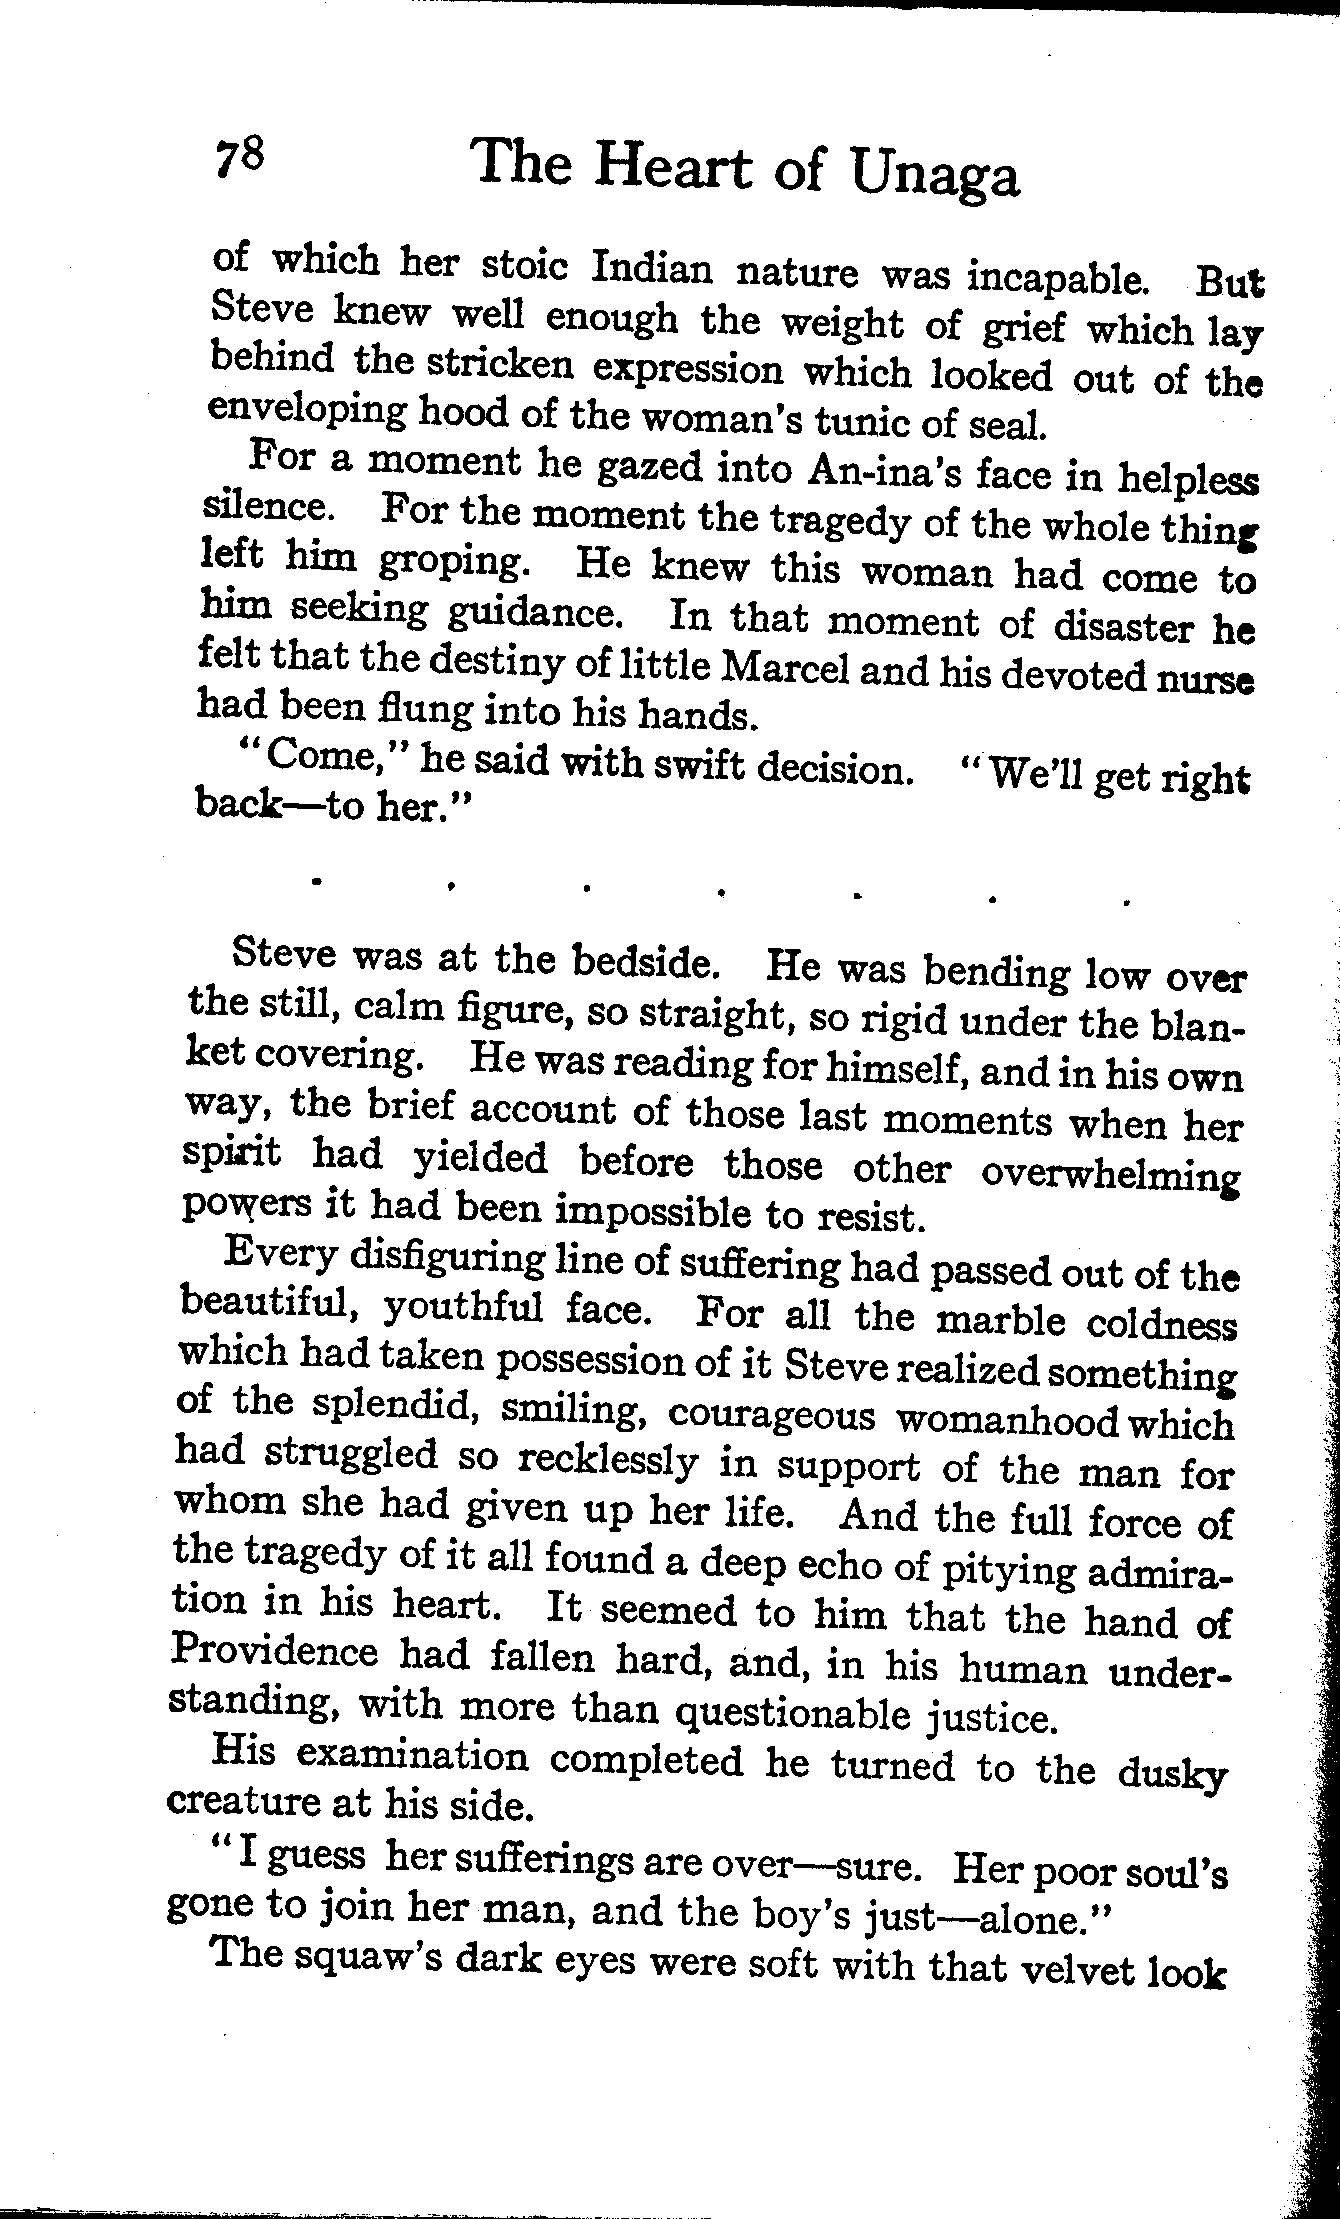 78 The Heart of Unaga
of which her stoic Indian nature was incapable. But
Steve knew well enough the weight of grief which lay
behind the stricken expression which looked out of the
enveloping hood of the woman's tunic of seal.
For a moment he gazed into An-ina's face in helpless
silence. For the moment the tragedy of the whole thing
left him groping. He knew this woman had come to
him seeking guidance. In that moment of disaster he
felt that the destiny of little Marcel and his devoted nurse
had been flung into his hands.
"Come," he said with swift decision. "We'll get right
back—to her."
. . . . . . .
Steve was at the bedside. He was bending low over
the still, calm figure, so straight, so rigid under the blan-
ket covering. He was reading for himself, and in his own
way, the brief account of those last moments when her
spirit had yielded before those other overwhelming
powers it had been impossible to resist.
Every disfiguring line of suffering had passed out of the
beautiful, youthful face. For all the marble coldness
which had taken possession of it Steve realized something
of the splendid, smiling, courageous womanhood which
had struggled so recklessly in support of the man for
whom she had given up her life. And the full force of
the tragedy of it all found a deep echo of pitying admira-
tion in his heart. It seemed to him that the hand of
Providence had fallen hard, and, in his human under-
standing, with more than questionable justice.
His examination completed he turned to the dusky
creature at his side.
"I guess her sufferings are over—sure. Her poor soul's
gone to join her man, and the boy's just—alone."
The squaw's dark eyes were soft with that velvet look